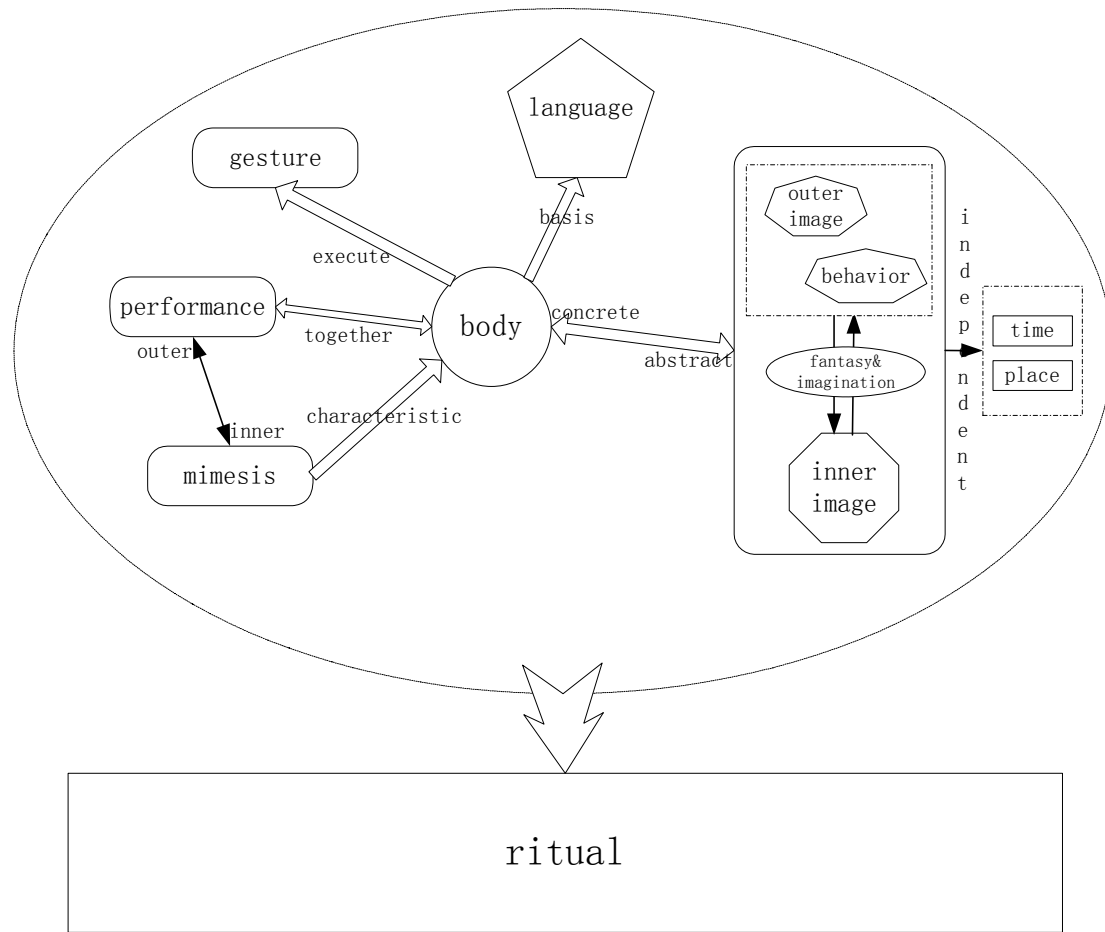 language
gesture
basis
execute
outer
image
behavior
independent
performance
outer
together
body
concrete
abstract
time
place
fantasy&
imagination
characteristic
inner
mimesis
inner
image
ritual